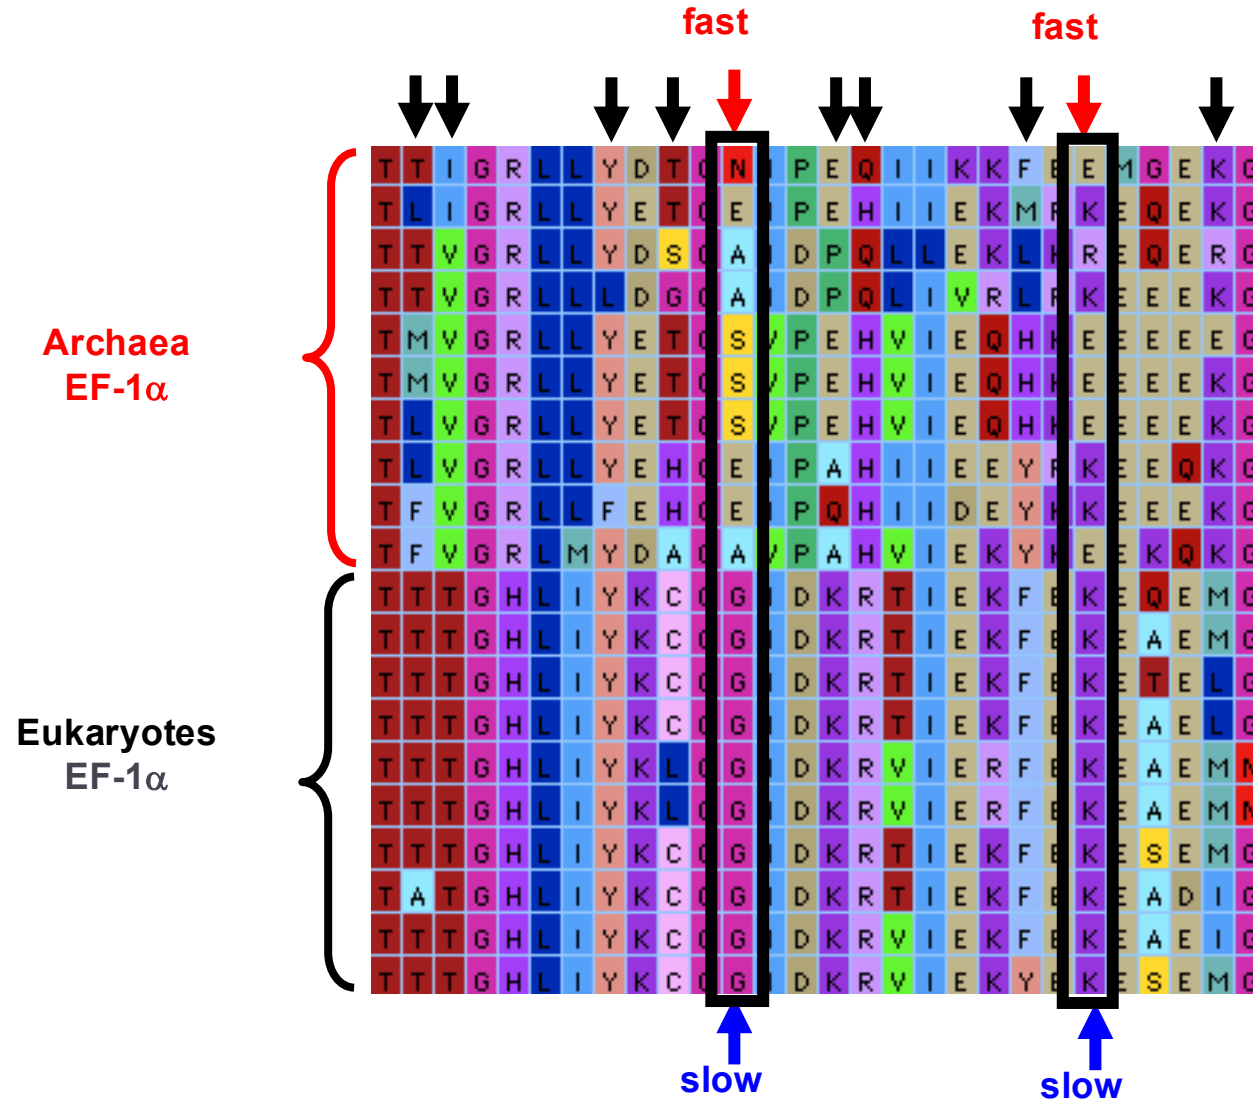 fast
fast
T T I G R L L Y D T N I P E Q I I K K F E M G E K G
T L I G R L L Y E T E I P E H I I E K M K E Q E K G
T T V G R L L Y D S A I D P Q L L E K L R E Q E R G
T T V G R L L L D G A I D P Q L I V R L K E E E K G
T M V G R L L Y E T S V P E H V I E Q H E E E E E G
T M V G R L L Y E T S V P E H V I E Q H E E E E K G
T L V G R L L Y E T S V P E H V I E Q H E E E E K G
T L V G R L L Y E H E I P A H I I E E Y K E E Q K G
T F V G R L L F E H E I P Q H I I D E Y K E E E K G
T F V G R L M Y D A A V P A H V I E K Y E E K Q K G
Archaea
EF-1α
T T T G H L I Y K C G I D K R T I E K F K E Q E M G
T T T G H L I Y K C G I D K R T I E K F K E A E M G
T T T G H L I Y K C G I D K R T I E K F K E T E L G
T T T G H L I Y K C G I D K R T I E K F K E A E L G
T T T G H L I Y K L G I D K R V I E R F K E A E M N
T T T G H L I Y K L G I D K R V I E R F K E A E M N
T T T G H L I Y K C G I D K R T I E K F K E S E M G
T A T G H L I Y K C G I D K R T I E K F K E A D I G
T T T G H L I Y K C G I D K R V I E K F K E A E I G
T T T G H L I Y K C G I D K R V I E K Y K E S E M G
Eukaryotes
EF-1α
slow
slow